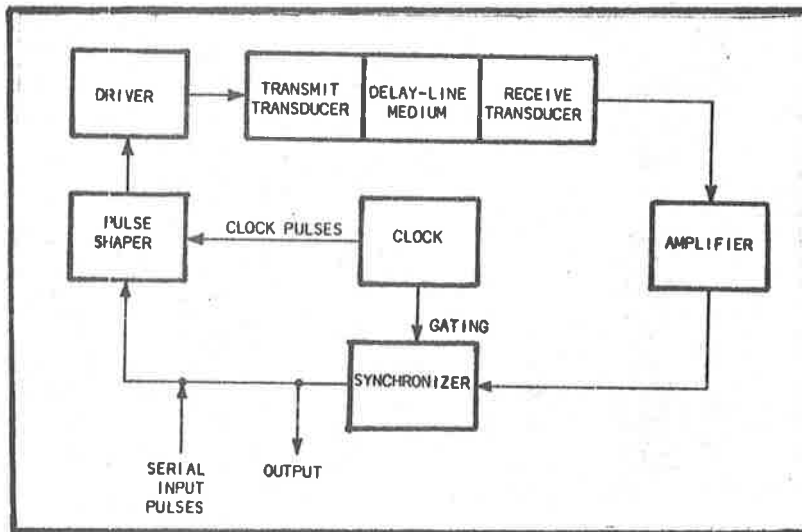 DRIVER
TRANSMIT
TRANSDUCER
DELAY-LINE
MEDIUM
RECEIVE
TRANSDUCER
PULSE
SHAPER
CLOCK PULSES
CLOCK
AMPLIFIER
GATING
SYNCHRONIZER
SERIAL
INPUT
PULSES
OUTPUT